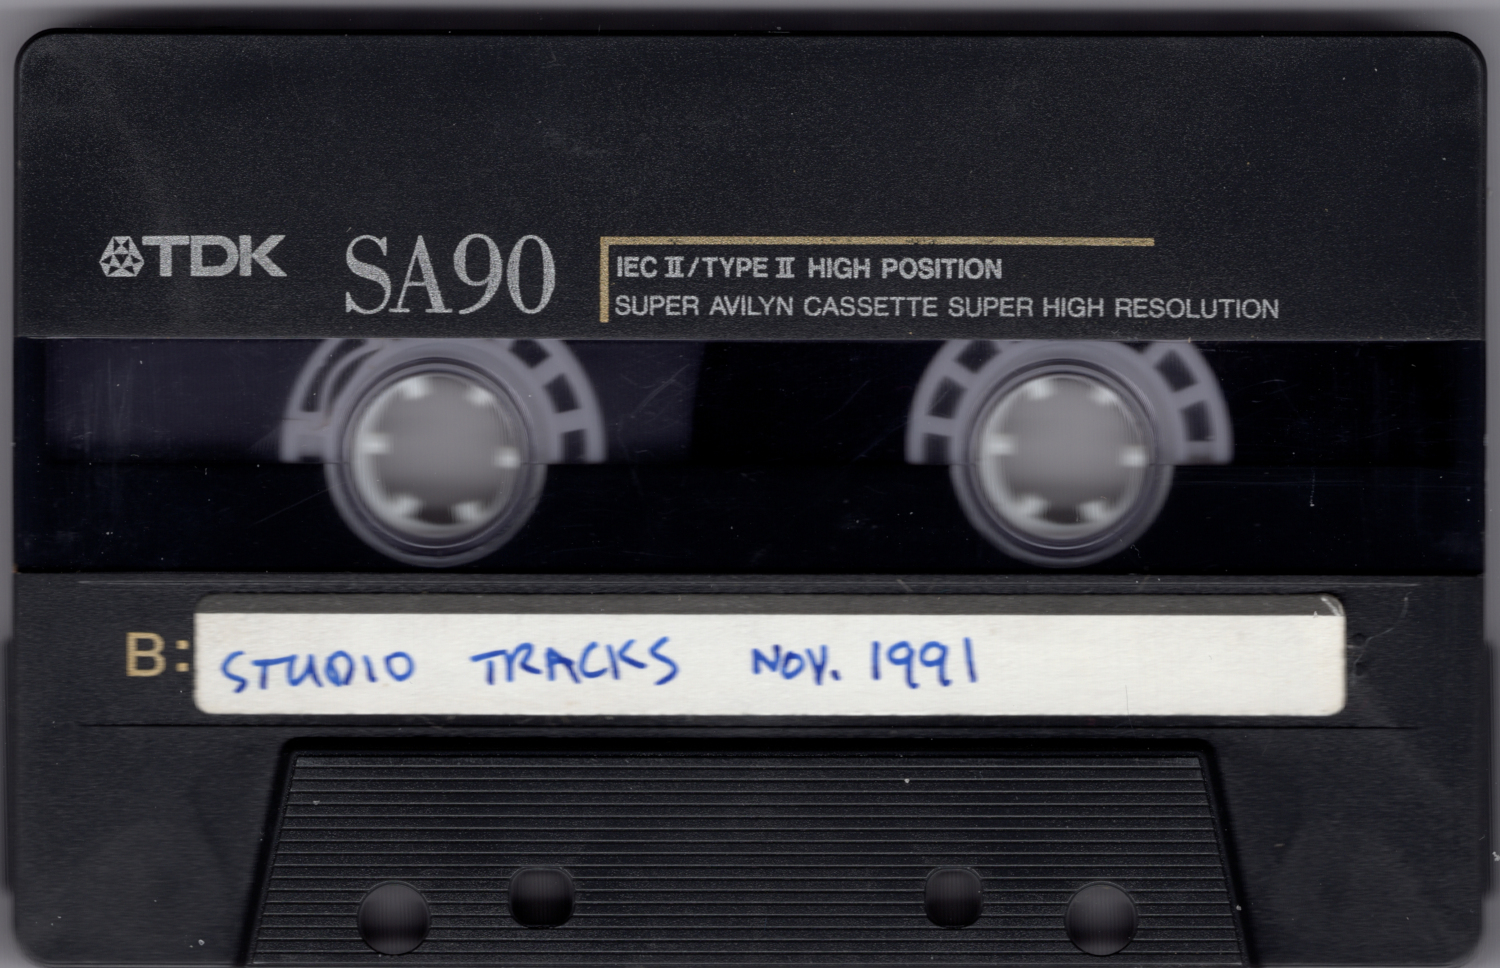 TDK SA90
IEC II/TYPE II HIGH POSITION
SUPER AVILYN CASSETTE SUPER HIGH RESOLUTION
B: STUDIO TRACKS NOV. 1991